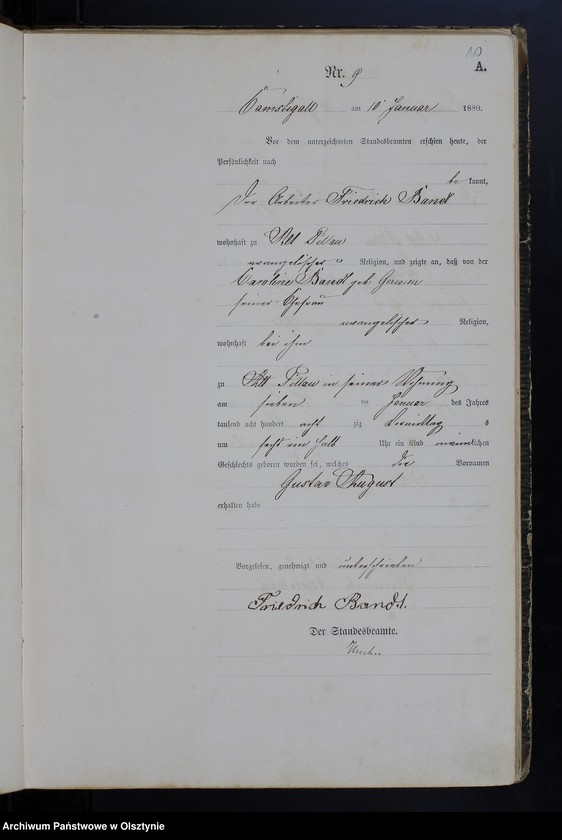 10
A.
Nr. 9
Camstigall am 10 Januar 1880.
Vor dem unterzeichneten Standesbeamten erschien heute, der
Persönlichkeit nach
be kannt,
Der Arbeiter Friedrich Bandt
wohnhaft zu Alt Pillau
evangelischer Religion, und zeigte an, daß von der
Caroline Bandt geb
seiner Ehefrau
evangelischer Religion,
wohnhaft bei ihm
zu Alt Pillau in seiner Wohnung
am sieben ten Januar des Jahres
tausend acht hundert acht zig Vormittag s
um sechs ein halb Uhr ein Kind männlichen
Geschlechts geboren worden sei, welches die Vornamen
Gustav August
erhalten habe
Vorgelesen, genehmigt und unterschrieben
Friedrich Bandt.
Der Standesbeamte.
Archiwum Państwowe w Olsztynie